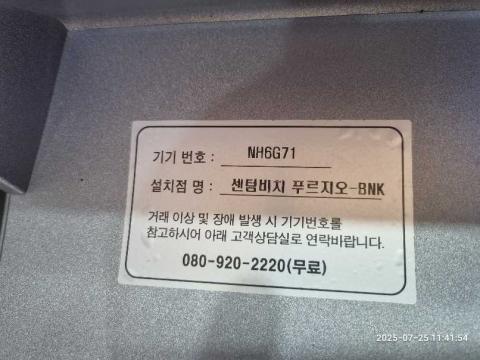 기기 번호 : NH6G71
설치점 명 : 센텀비치 푸르지오-BNK
거래 이상 및 장애 발생 시 기기번호를
참고하시어 아래 고객상담실로 연락바랍니다.
080-920-2220(무료)
2025-07-25 11:41:54